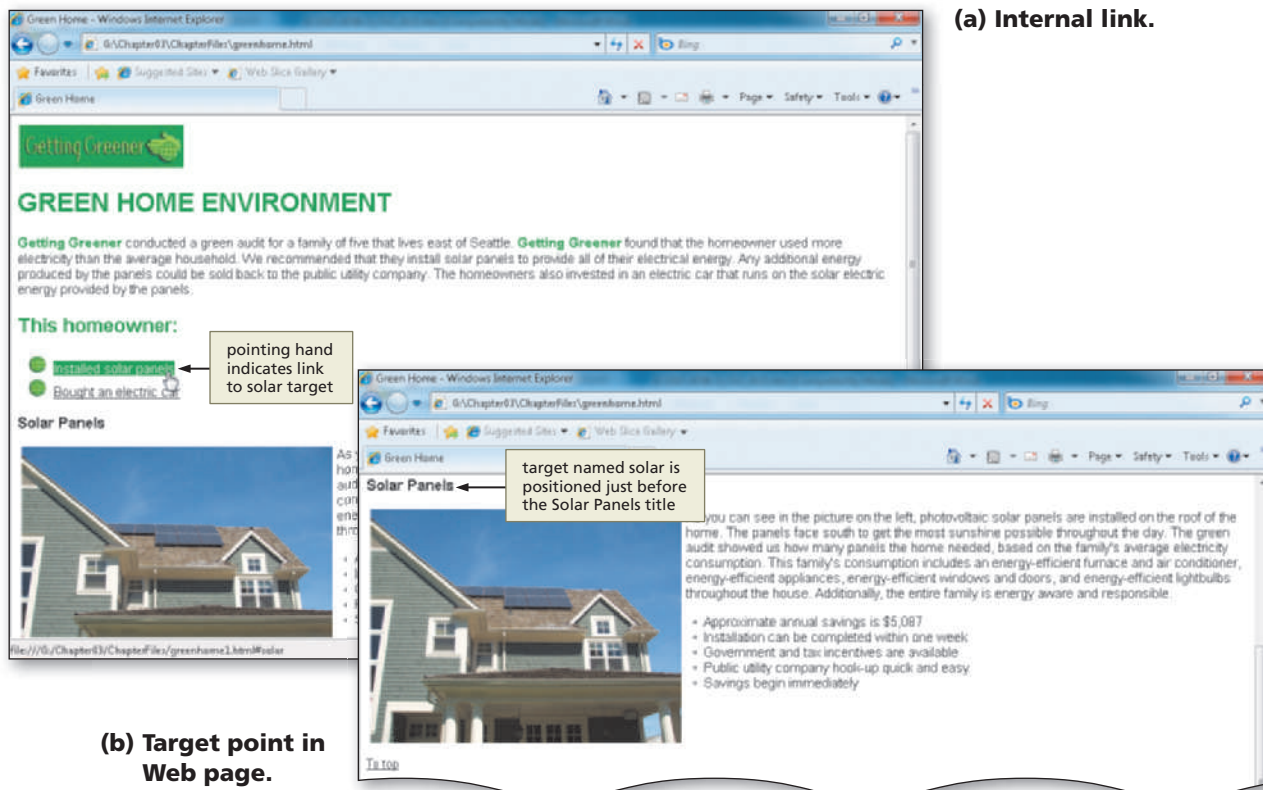 (a) Internal link.
Green Home - Windows Internet Explorer
G:\Chapter03\ChapterFiles\greenhome.html
Bing
Favorites Suggested Sites Web Slice Gallery
Green Home
Page Safety Tools
Getting Greener
GREEN HOME ENVIRONMENT
Getting Greener conducted a green audit for a family of five that lives east of Seattle. Getting Greener found that the homeowner used more
electricity than the average household. We recommended that they install solar panels to provide all of their electrical energy. Any additional energy
produced by the panels could be sold back to the public utility company. The homeowners also invested in an electric car that runs on the solar electric
energy provided by the panels.
This homeowner:
Installed solar panels
Bought an electric car
pointing hand
indicates link
to solar target
Solar Panels
As
hom
aud
con
ene
thro
file:///G:/Chapter03/ChapterFiles/greenhome2.html#solar
Green Home - Windows Internet Explorer
G:\Chapter03\ChapterFiles\greenhome.html
Bing
Favorites Suggested Sites Web Slice Gallery
Green Home
Page Safety Tools
target named solar is
positioned just before
the Solar Panels title
Solar Panels
you can see in the picture on the left, photovoltaic solar panels are installed on the roof of the
home. The panels face south to get the most sunshine possible throughout the day. The green
audit showed us how many panels the home needed, based on the family's average electricity
consumption. This family's consumption includes an energy-efficient furnace and air conditioner,
energy-efficient appliances, energy-efficient windows and doors, and energy-efficient lightbulbs
throughout the house. Additionally, the entire family is energy aware and responsible.
Approximate annual savings is $5,087
Installation can be completed within one week
Government and tax incentives are available
Public utility company hook-up quick and easy
Savings begin immediately
To top
(b) Target point in
Web page.